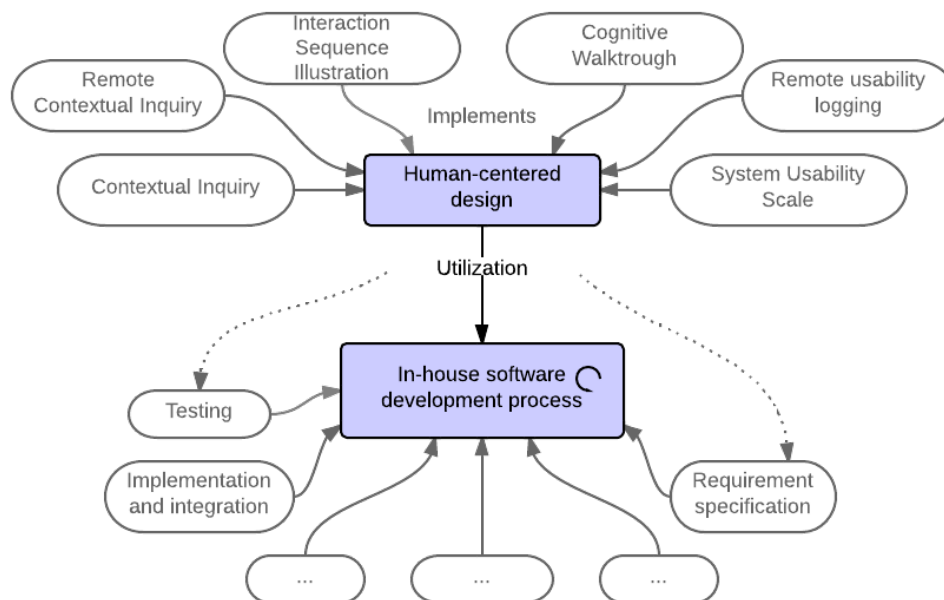 Interaction
Sequence
Illustration
Cognitive
Walktrough
Remote
Contextual Inquiry
Implements
Remote usability
logging
Contextual Inquiry
Human-centered
design
System Usability
Scale
Utilization
In-house software
development process
Testing
Implementation
and integration
Requirement
specification
...
...
...